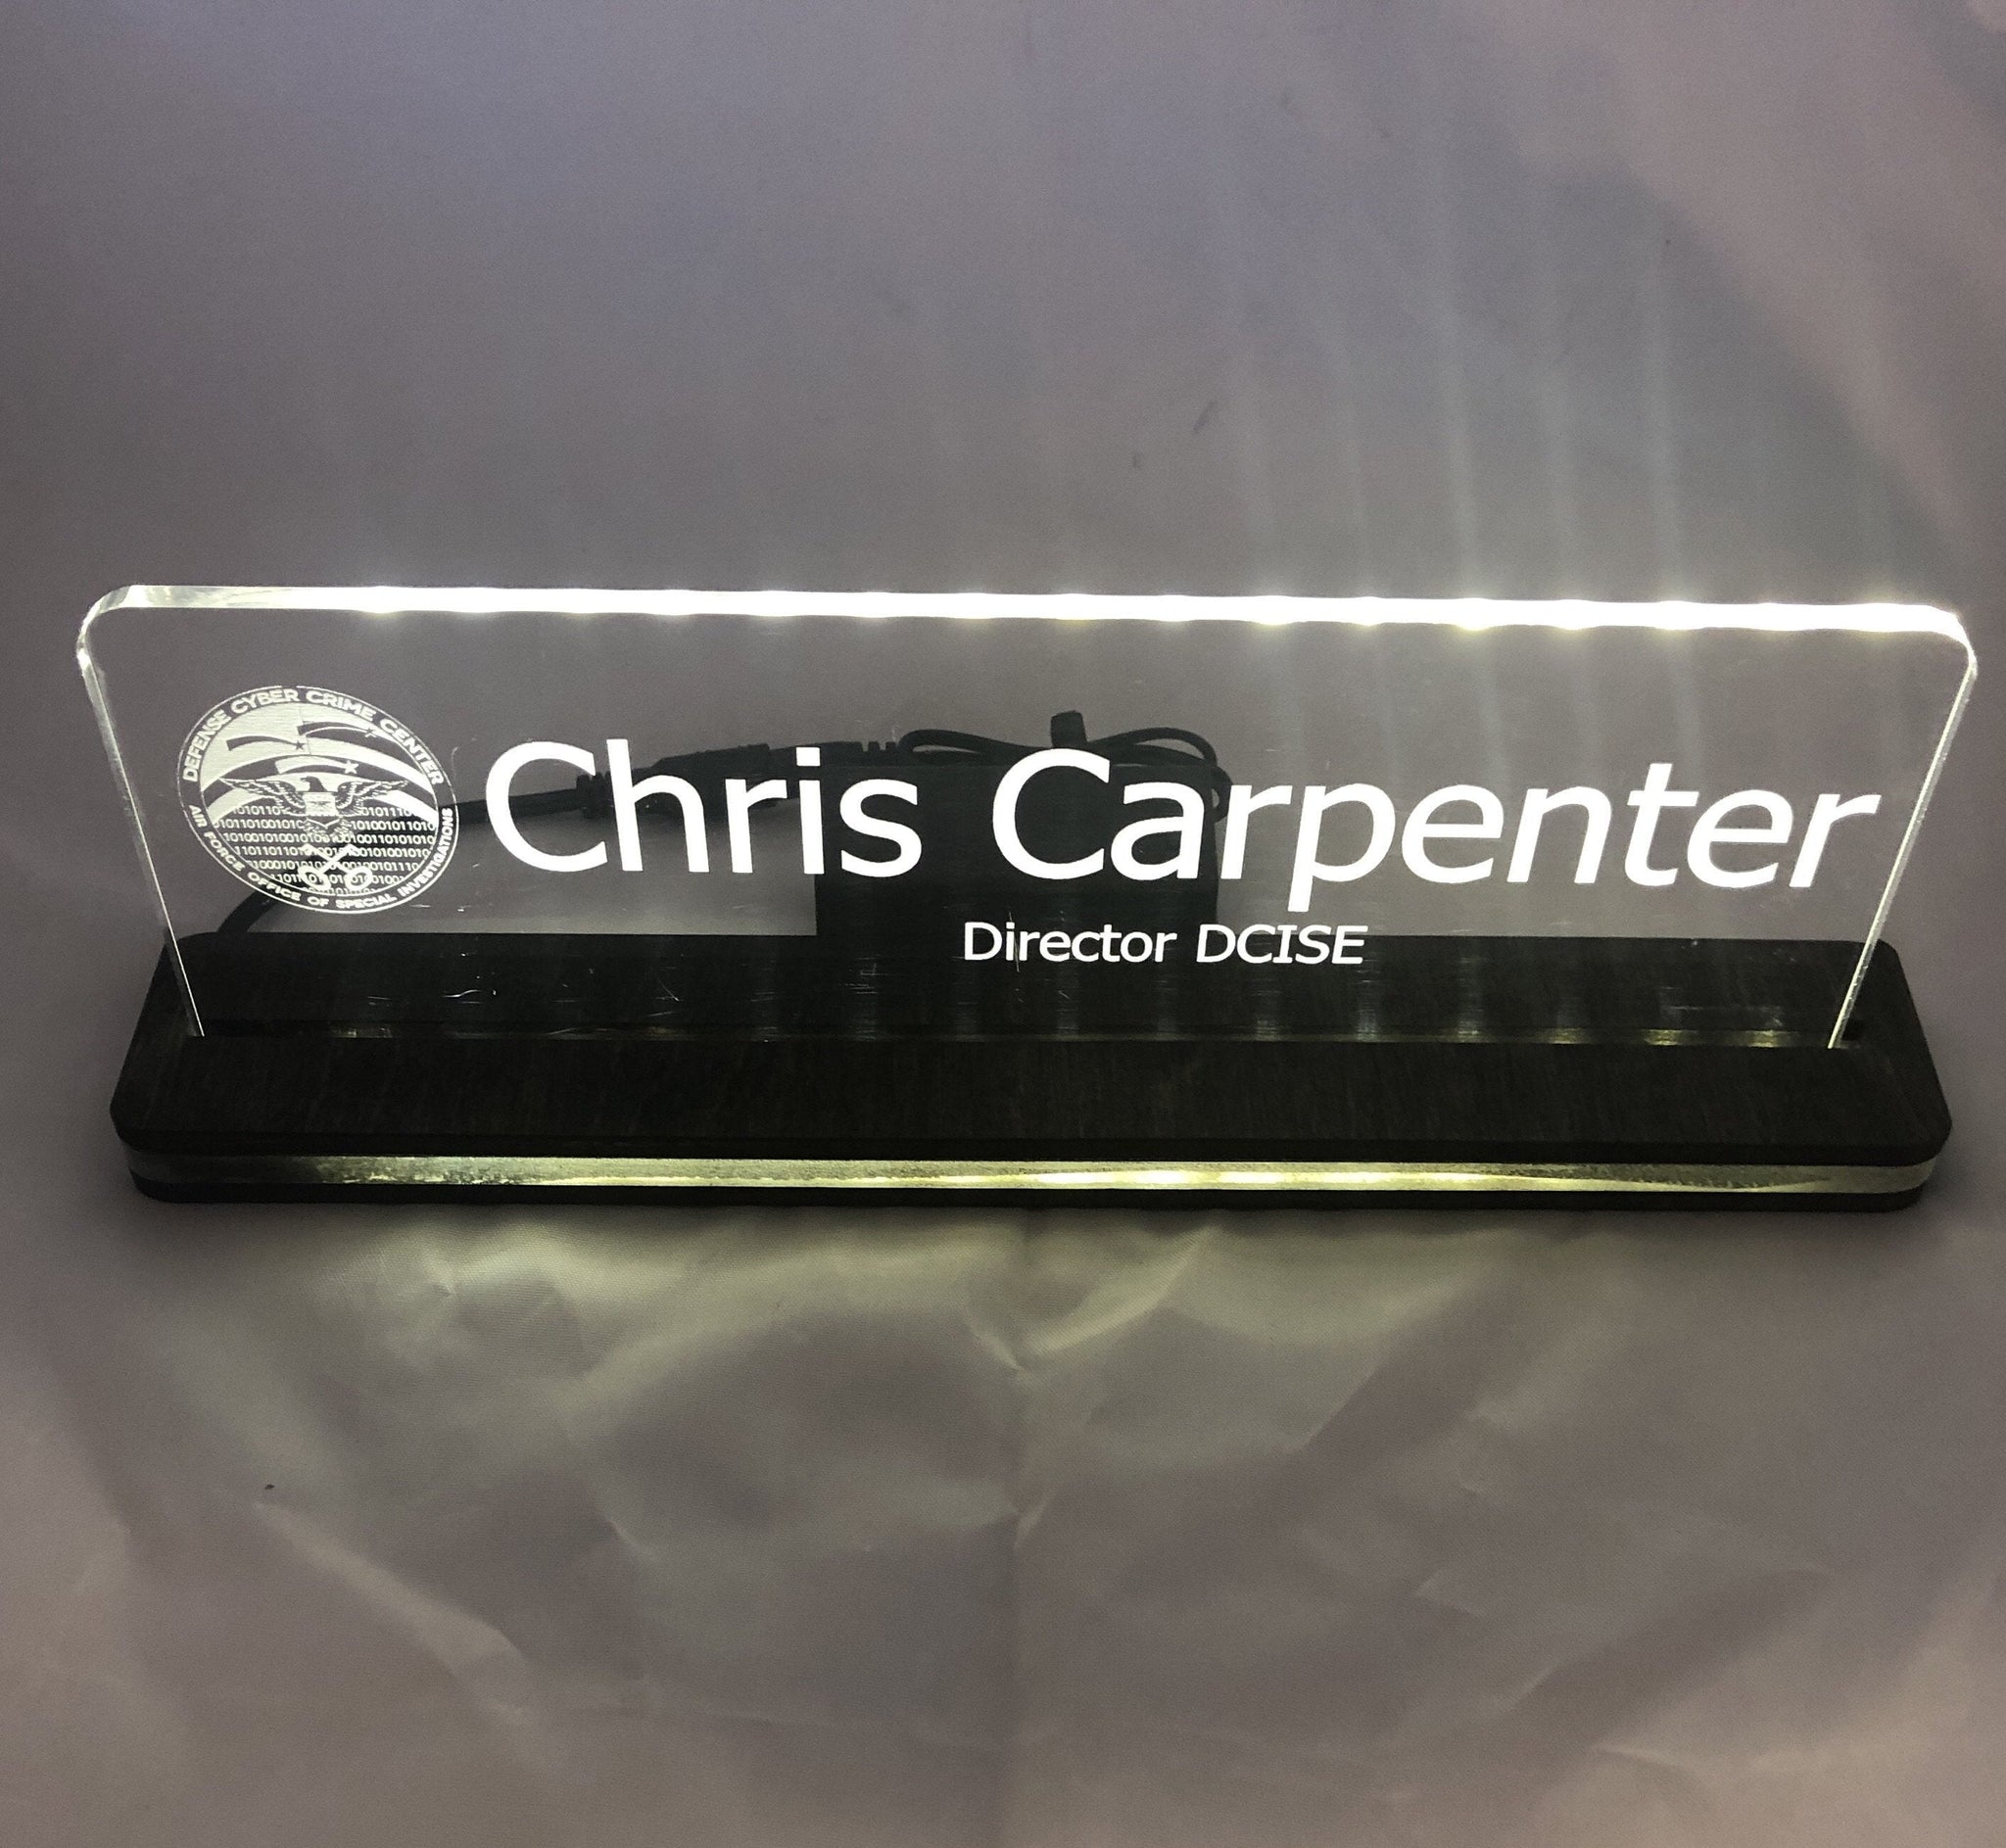 DEFENSE CYBER CRIME CENTER
AIR FORCE OFFICE OF SPECIAL INVESTIGATIONS
Chris Carpenter
Director DCISE